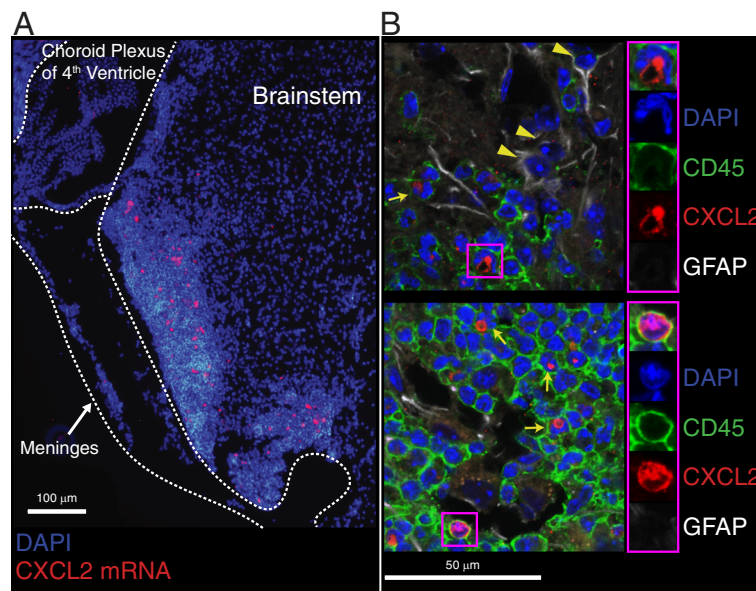 A
Choroid Plexus
of 4th Ventricle
Brainstem
Meninges
100 µm
DAPI
CXCL2 mRNA
B
DAPI
CD45
CXCL2
GFAP
DAPI
CD45
CXCL2
GFAP
50 µm